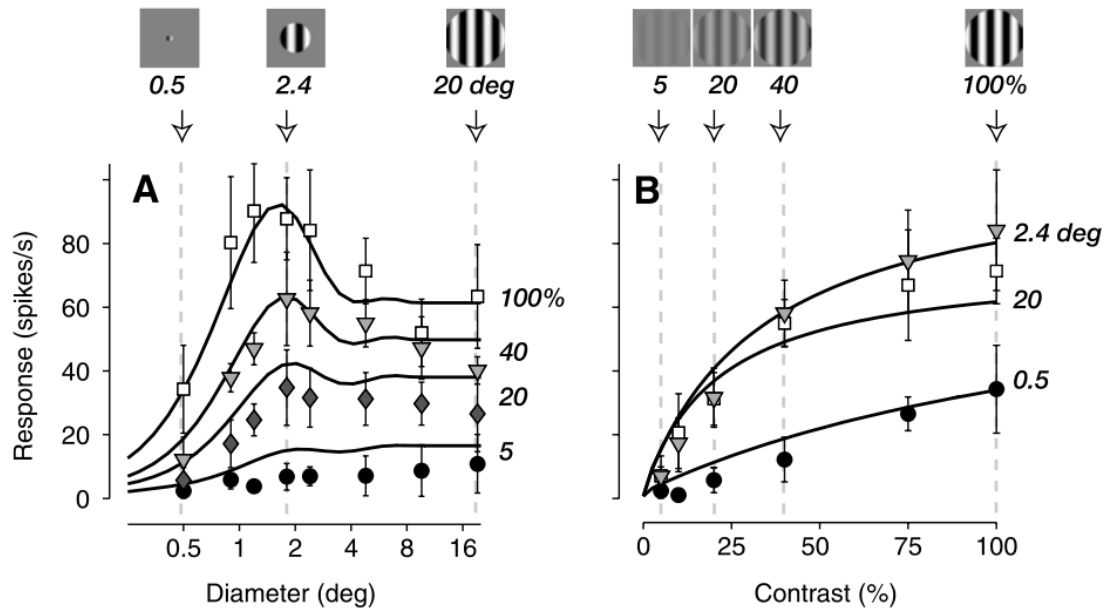 0.5 2.4 20 deg
5 20 40 100%
A
80
60
40
20
0
Response (spikes/s)
100%
40
20
5
0.5 1 2 4 8 16
Diameter (deg)
B
2.4 deg
20
0.5
0 25 50 75 100
Contrast (%)